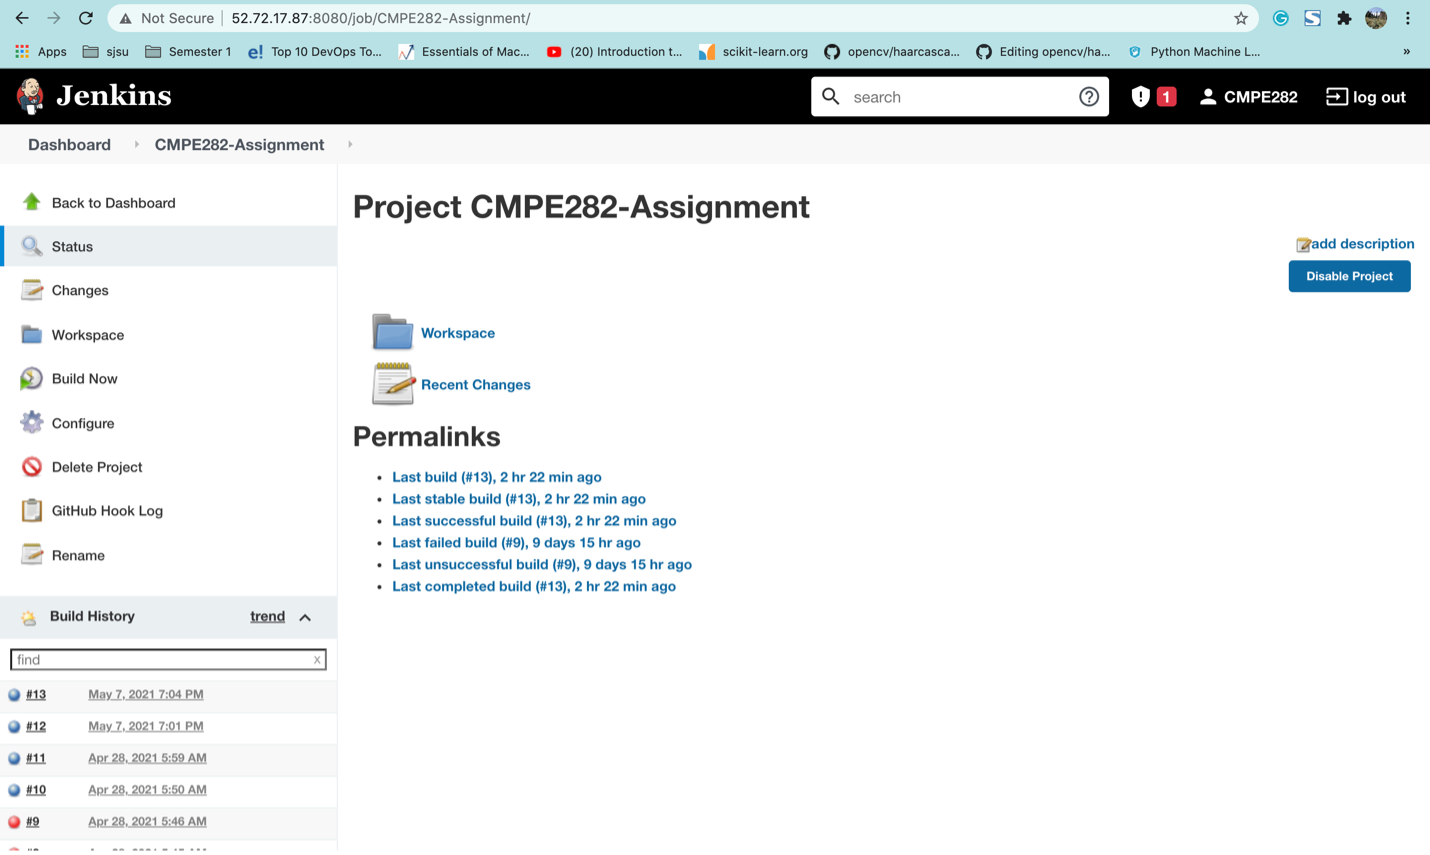 Not Secure 52.72.17.87:8080/job/CMPE282-Assignment/
Apps sjsu Semester 1 e! Top 10 DevOps To... Essentials of Mac... (20) Introduction t... scikit-learn.org opencv/haarcasca... Editing opencv/ha... Python Machine L... »
Jenkins search 1 CMPE282 log out
Dashboard CMPE282-Assignment
Back to Dashboard
Status
Changes
Workspace
Build Now
Configure
Delete Project
GitHub Hook Log
Rename
Build History trend
find x
#13 May 7, 2021 7:04 PM
#12 May 7, 2021 7:01 PM
#11 Apr 28, 2021 5:59 AM
#10 Apr 28, 2021 5:50 AM
#9 Apr 28, 2021 5:46 AM
Project CMPE282-Assignment
add description
Disable Project
Workspace
Recent Changes
Permalinks
Last build (#13), 2 hr 22 min ago
Last stable build (#13), 2 hr 22 min ago
Last successful build (#13), 2 hr 22 min ago
Last failed build (#9), 9 days 15 hr ago
Last unsuccessful build (#9), 9 days 15 hr ago
Last completed build (#13), 2 hr 22 min ago